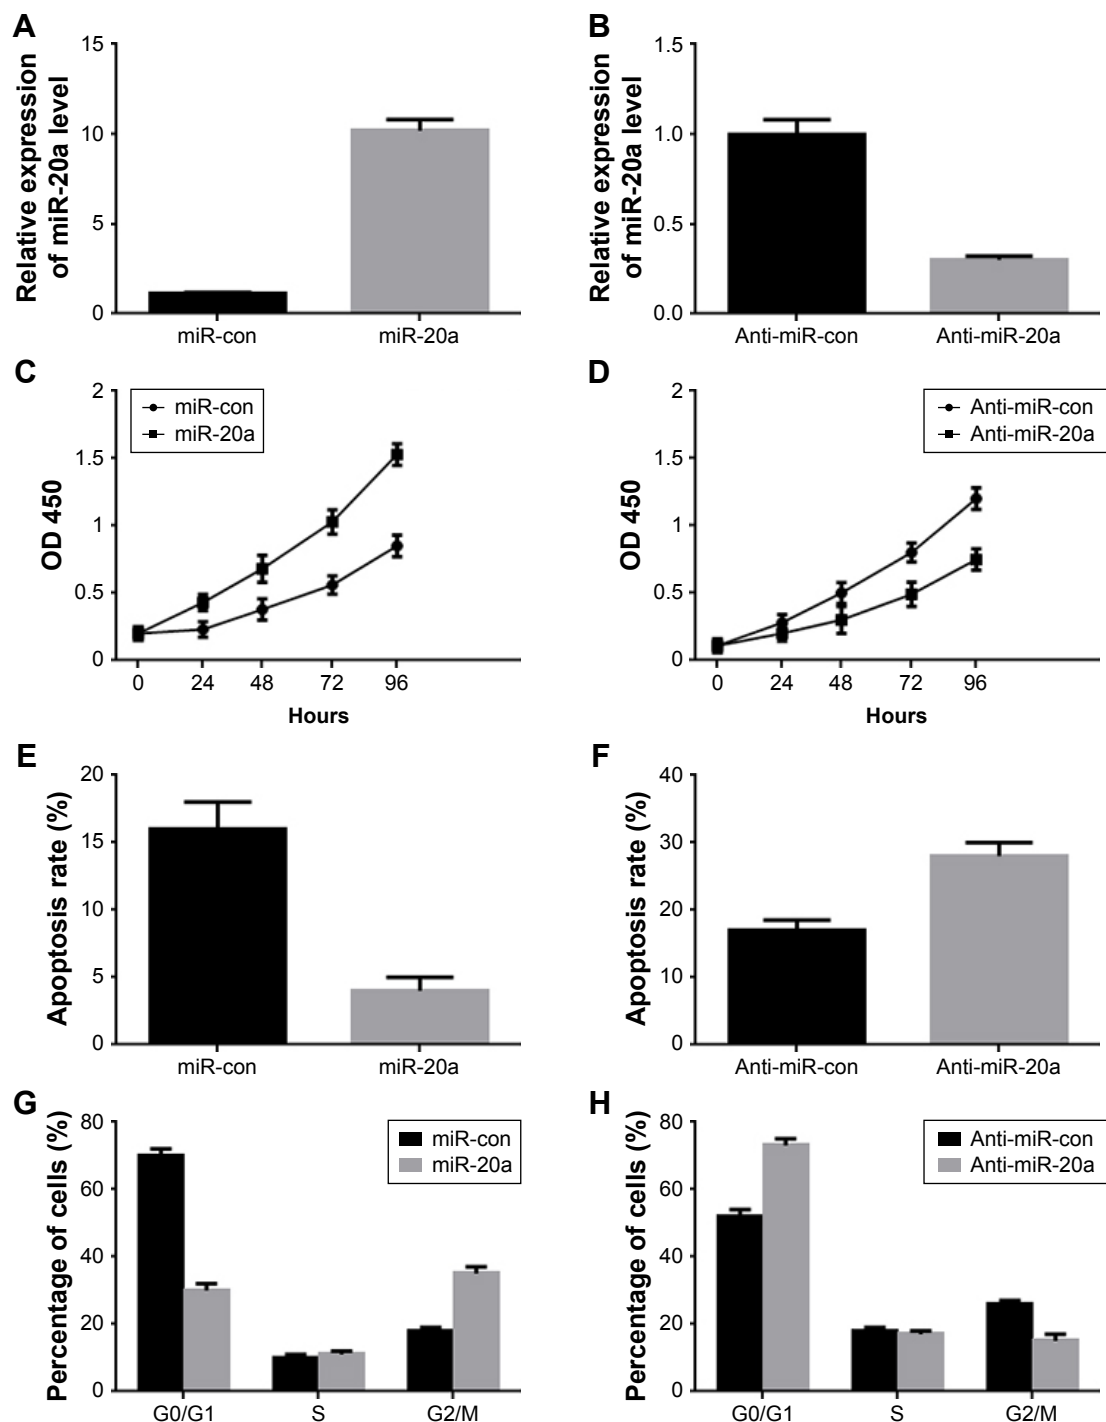 A
Relative expression
of miR-20a level
15
10
5
0
miR-con
miR-20a
B
Relative expression
of miR-20a level
1.5
1.0
0.5
0.0
Anti-miR-con
Anti-miR-20a
C
miR-con
miR-20a
OD 450
2
1.5
1
0.5
0
0
24
48
72
96
Hours
D
Anti-miR-con
Anti-miR-20a
OD 450
2
1.5
1
0.5
0
0
24
48
72
96
Hours
E
Apoptosis rate (%)
20
15
10
5
0
miR-con
miR-20a
F
Apoptosis rate (%)
40
30
20
10
0
Anti-miR-con
Anti-miR-20a
G
Percentage of cells (%)
80
60
40
20
0
miR-con
miR-20a
G0/G1
S
G2/M
H
Percentage of cells (%)
80
60
40
20
0
Anti-miR-con
Anti-miR-20a
G0/G1
S
G2/M